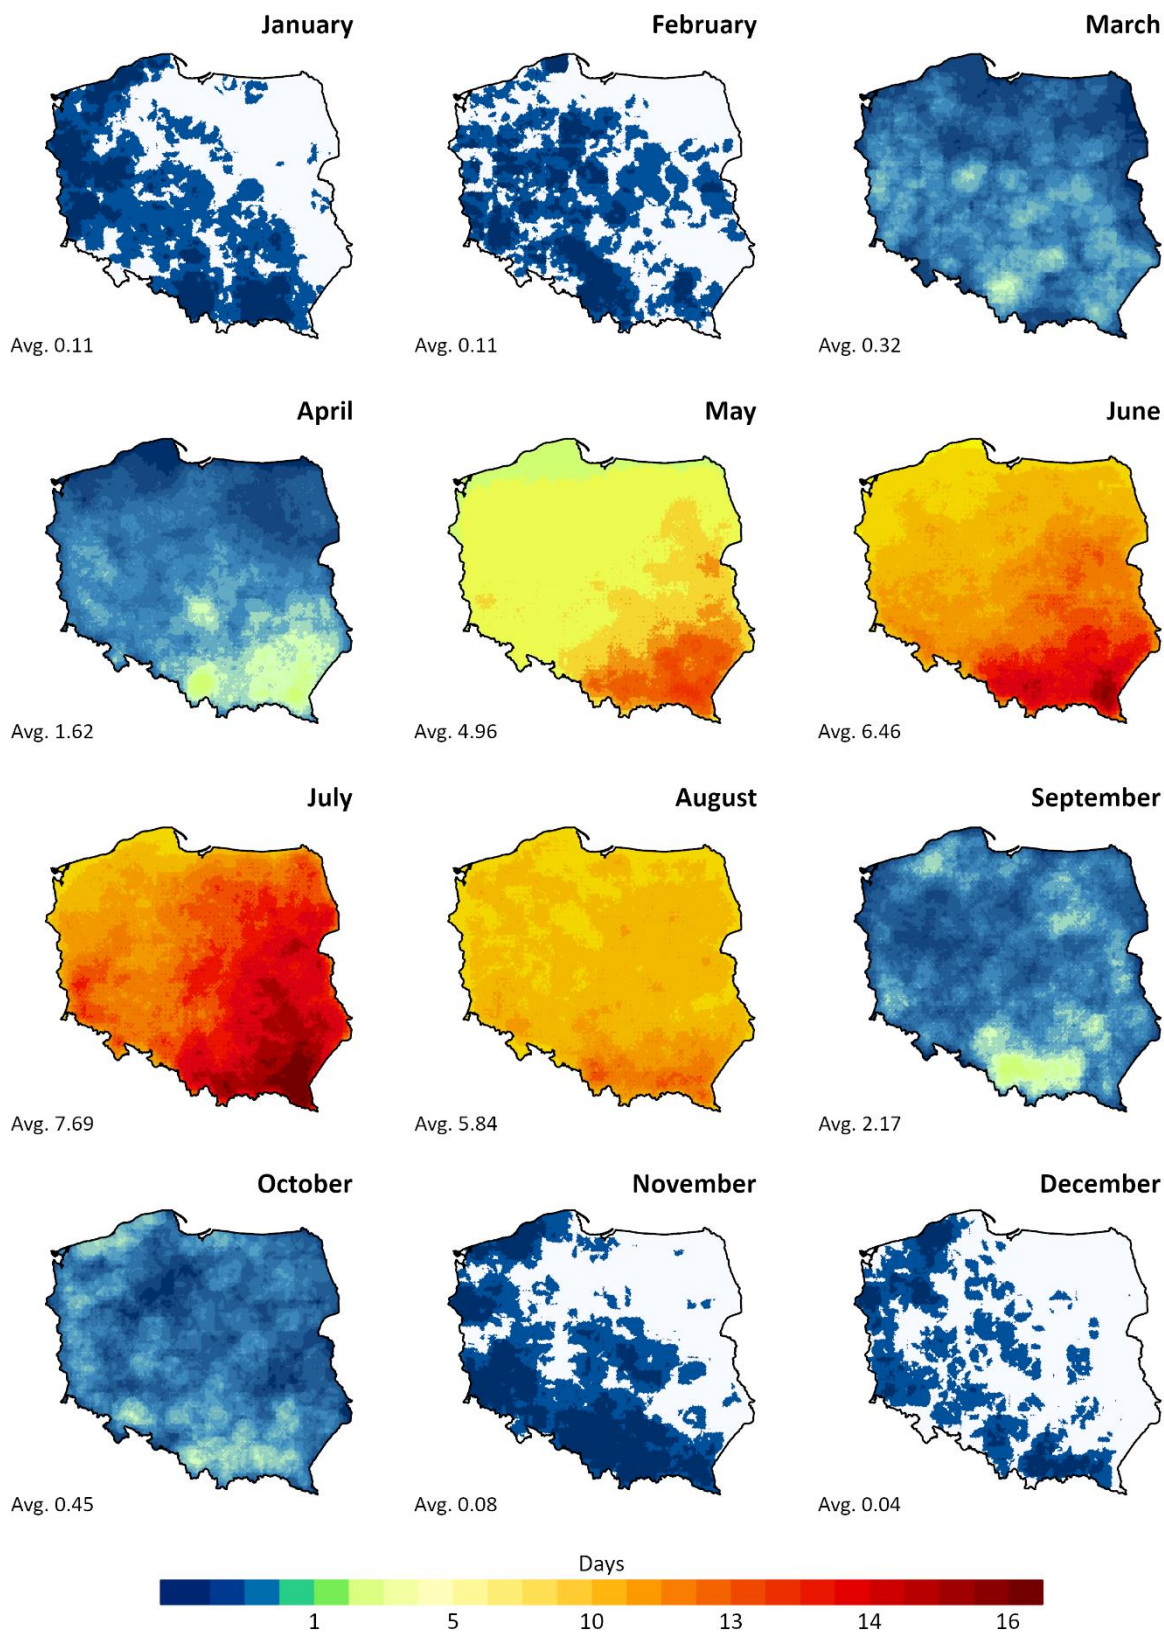 January
February
March
Avg. 0.11
Avg. 0.11
Avg. 0.32
April
May
June
Avg. 1.62
Avg. 4.96
Avg. 6.46
July
August
September
Avg. 7.69
Avg. 5.84
Avg. 2.17
October
November
December
Avg. 0.45
Avg. 0.08
Avg. 0.04
Days
1 5 10 13 14 16